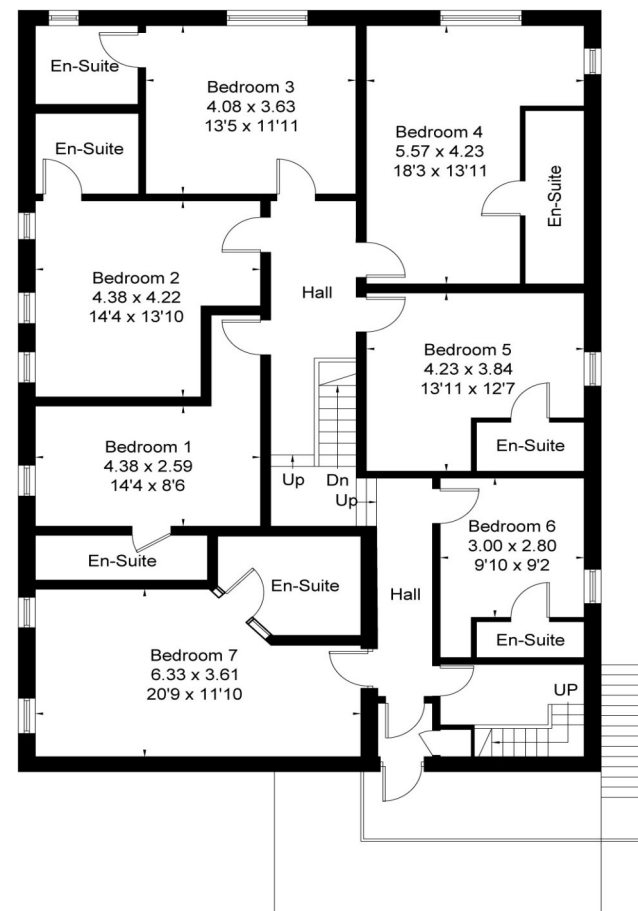 En-Suite
Bedroom 3
4.08 x 3.63
13'5 x 11'11
Bedroom 4
5.57 x 4.23
18'3 x 13'11
En-Suite
En-Suite
Bedroom 2
4.38 x 4.22
14'4 x 13'10
Hall
Bedroom 5
4.23 x 3.84
13'11 x 12'7
En-Suite
Bedroom 1
4.38 x 2.59
14'4 x 8'6
Up
Dn
Up
En-Suite
En-Suite
Hall
Bedroom 6
3.00 x 2.80
9'10 x 9'2
En-Suite
Bedroom 7
6.33 x 3.61
20'9 x 11'10
UP